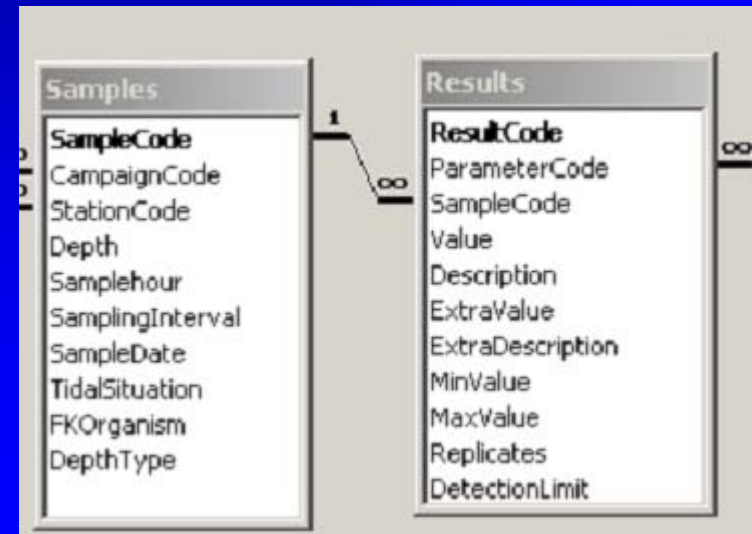 Samples
SampleCode
CampaignCode
StationCode
Depth
Samplehour
SamplingInterval
SampleDate
TidalSituation
FKOrganism
DepthType
1
∞
Results
ResultCode
ParameterCode
SampleCode
Value
Description
ExtraValue
ExtraDescription
MinValue
MaxValue
Replicates
DetectionLimit
∞